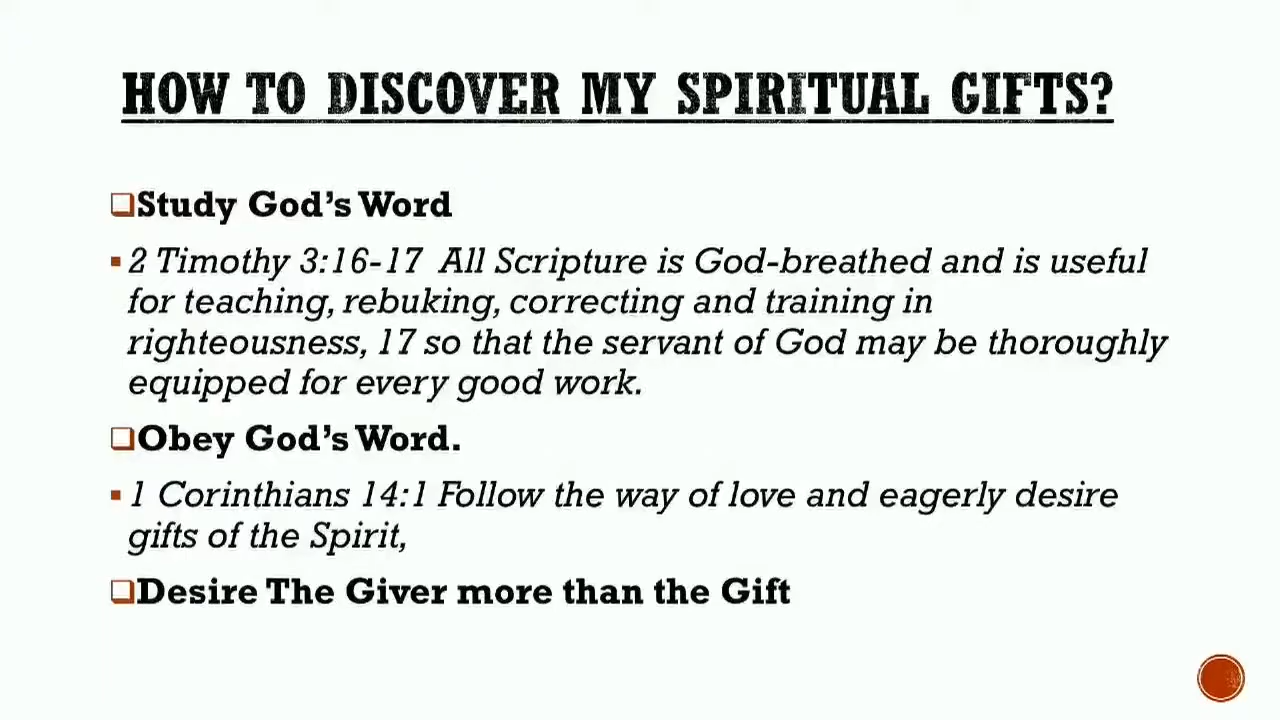 HOW TO DISCOVER MY SPIRITUAL GIFTS?
Study God's Word
2 Timothy 3:16-17 All Scripture is God-breathed and is useful
for teaching, rebuking, correcting and training in
righteousness, 17 so that the servant of God may be thoroughly
equipped for every good work.
Obey God's Word.
1 Corinthians 14:1 Follow the way of love and eagerly desire
gifts of the Spirit,
Desire The Giver more than the Gift